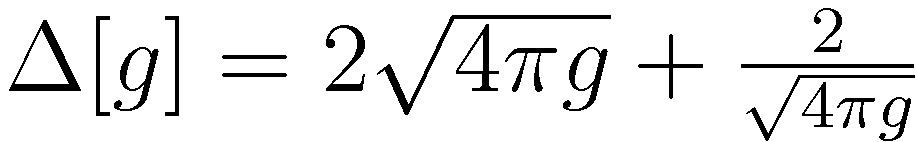 Δ[g] = 2√(4πg) + 2/√(4πg)